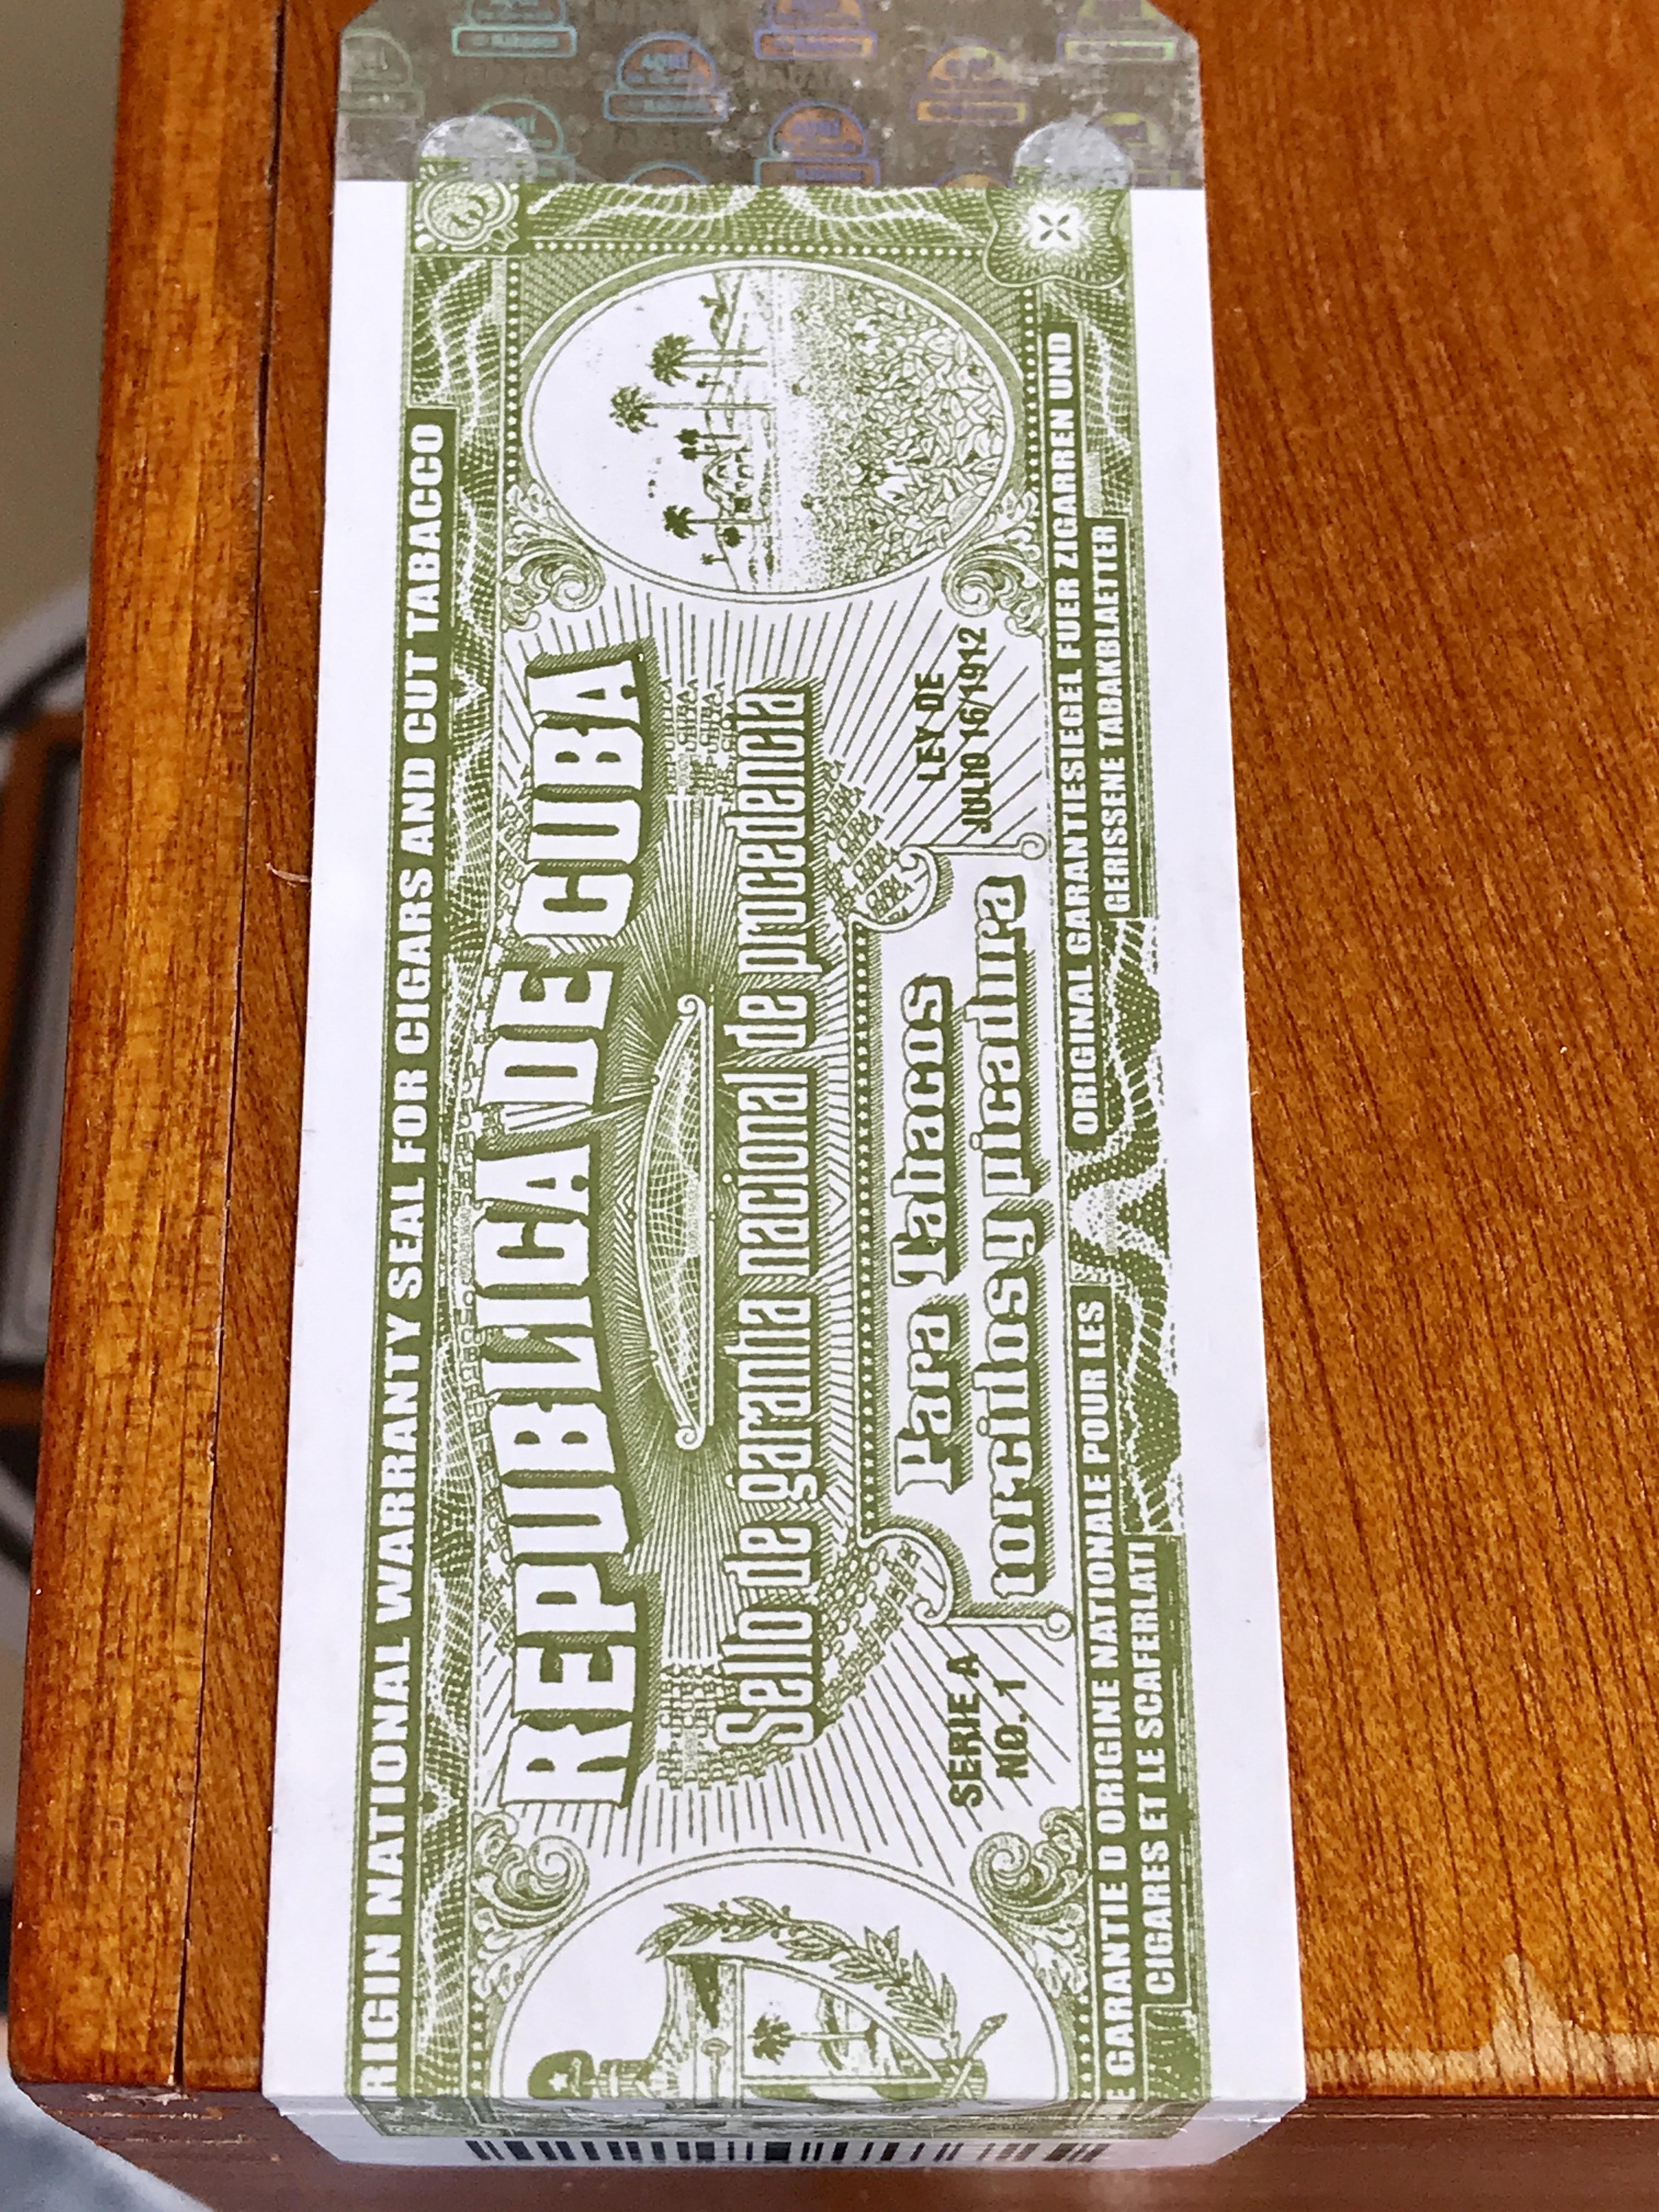 RIGIN NATIONAL WARRANTY SEAL FOR CIGARS AND CUT TABACCO
REPUBLICA DE CUBA
Sello de garantia nacional de procedencia
Para Tabacos
torcidos y picadura
SERIE A
NO. 1
LEY DE
JULIO 16/1912
E GARANTIE D ORIGINE NATIONALE POUR LES
CIGARES ET LE SCAFERLATI
ORIGINAL GARANTIESIEGEL FUER ZIGARREN UND
GERISSENE TABAKBLAETTER